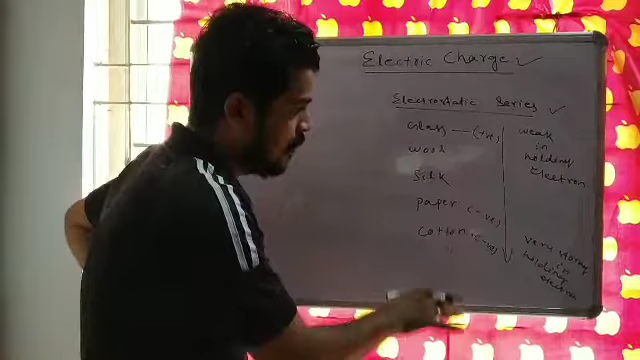 Electric Charge ✓
Electrostatic Series ✓
Glass — (+ve)
wool
Silk
paper (-ve)
Cotton (-ve)
weak
in
holding
Electron
very strong
in
holding
electron